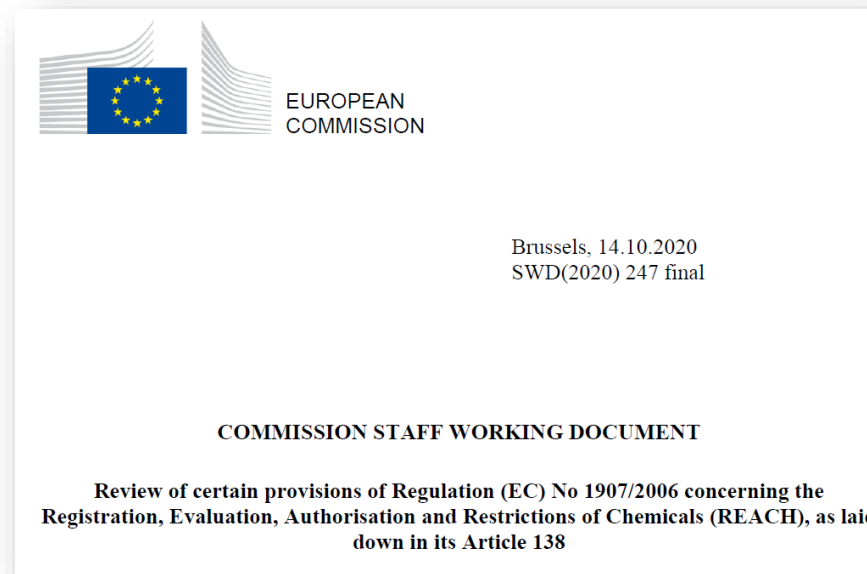 EUROPEAN
COMMISSION
Brussels, 14.10.2020
SWD(2020) 247 final
COMMISSION STAFF WORKING DOCUMENT
Review of certain provisions of Regulation (EC) No 1907/2006 concerning the
Registration, Evaluation, Authorisation and Restrictions of Chemicals (REACH), as laid
down in its Article 138